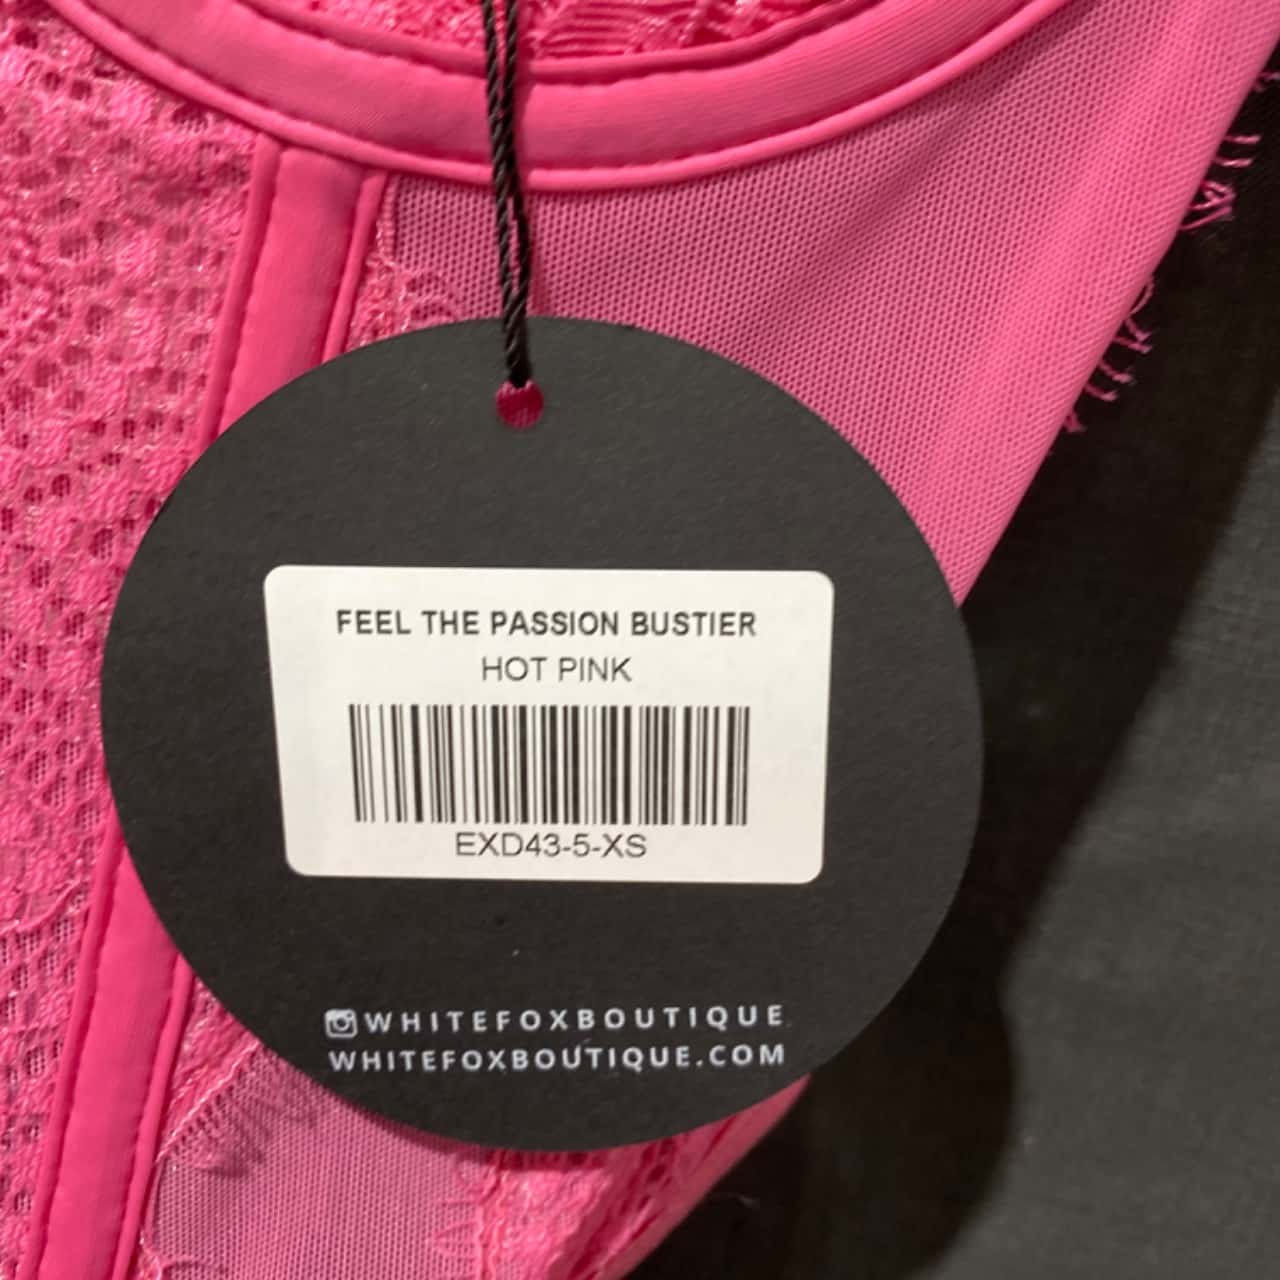 FEEL THE PASSION BUSTIER
HOT PINK
EXD43-5-XS
WHITEFOXBOUTIQUE
WHITEFOXBOUTIQUE.COM